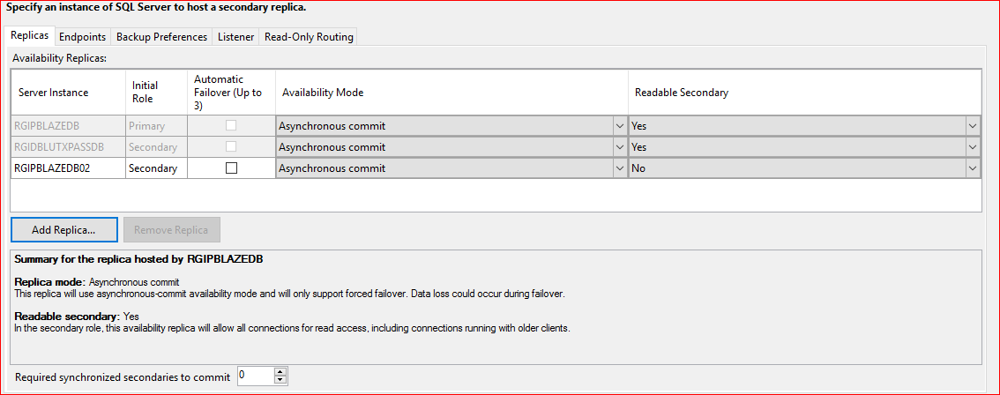 Specify an instance of SQL Server to host a secondary replica.
Replicas Endpoints Backup Preferences Listener Read-Only Routing
Availability Replicas:
Server Instance Initial Role Automatic Failover (Up to 3) Availability Mode Readable Secondary
RGIPBLAZEDB Primary Asynchronous commit Yes
RGIDBLUTXPASSDB Secondary Asynchronous commit Yes
RGIPBLAZEDB02 Secondary Asynchronous commit No
Add Replica... Remove Replica
Summary for the replica hosted by RGIPBLAZEDB
Replica mode: Asynchronous commit
This replica will use asynchronous-commit availability mode and will only support forced failover. Data loss could occur during failover.
Readable secondary: Yes
In the secondary role, this availability replica will allow all connections for read access, including connections running with older clients.
Required synchronized secondaries to commit 0